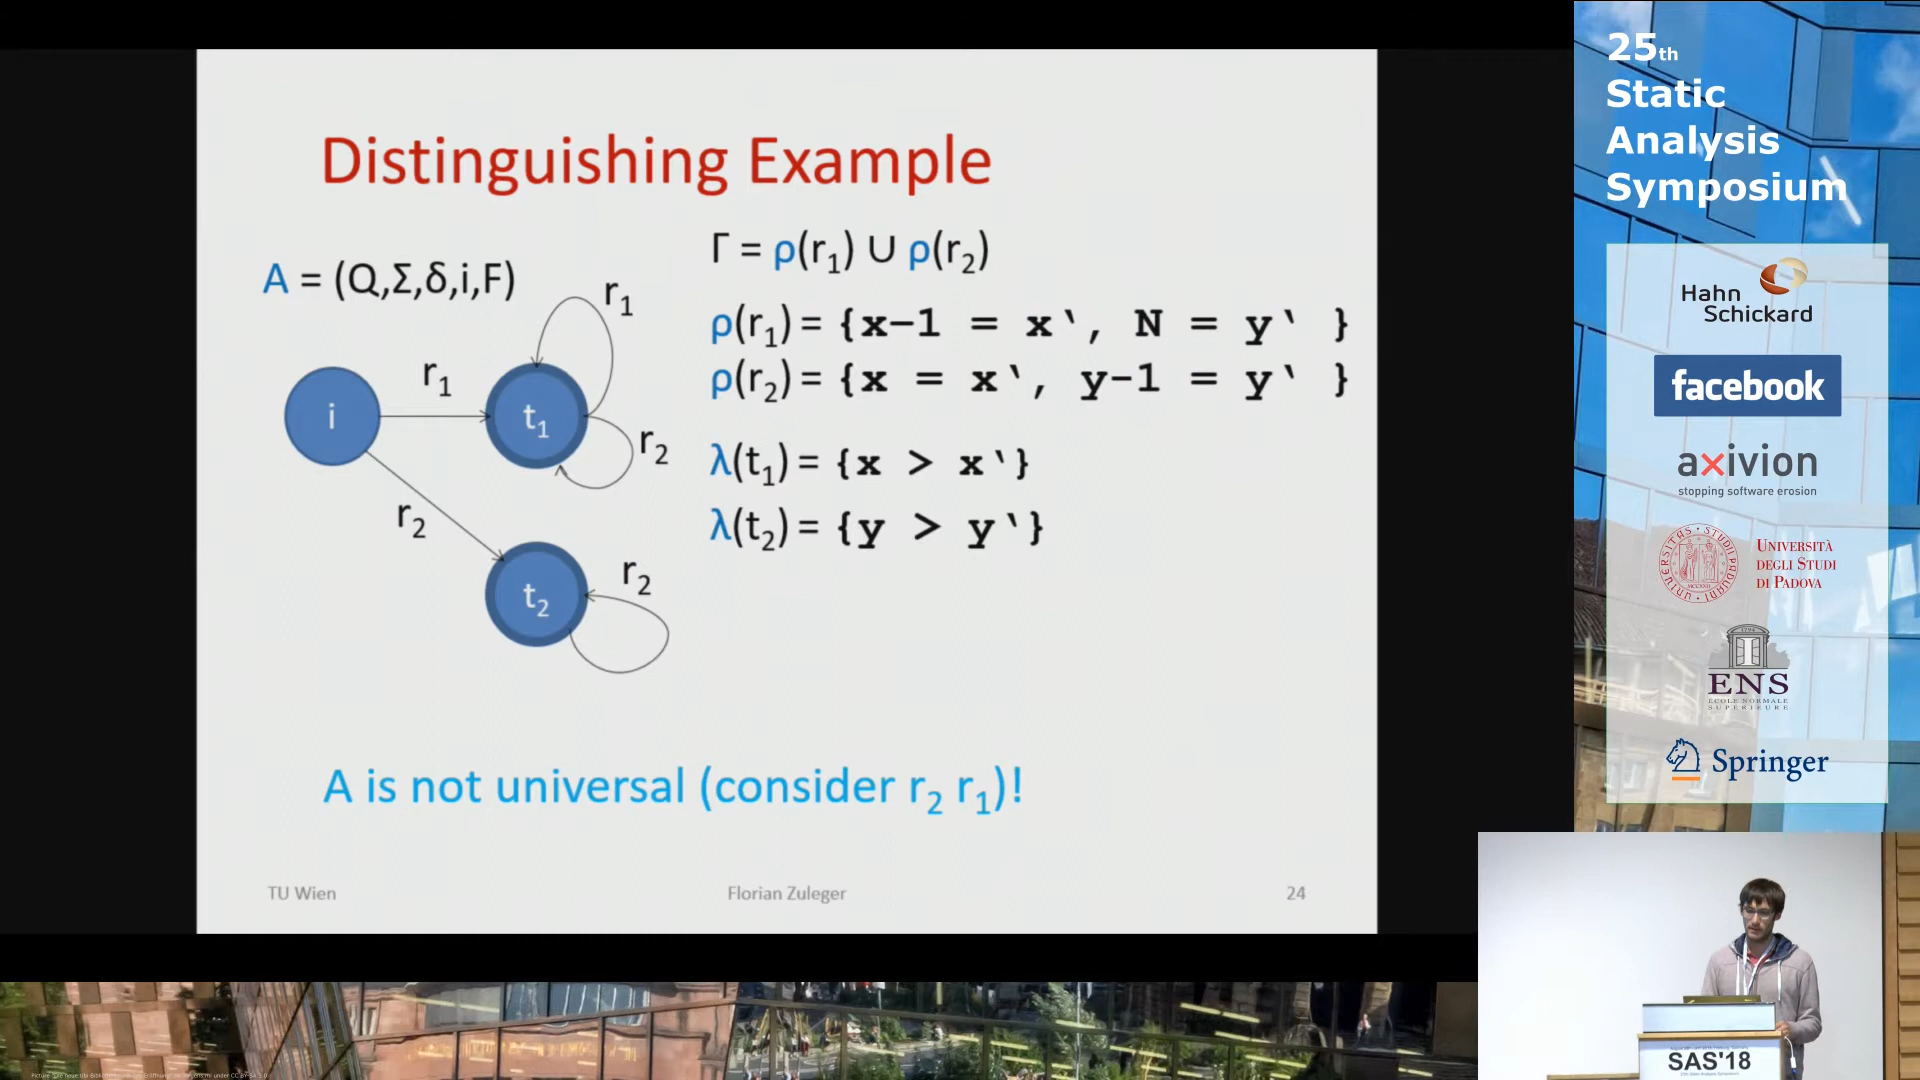 Distinguishing Example
A = (Q,Σ,δ,i,F)
Γ = ρ(r₁) ∪ ρ(r₂)
ρ(r₁) = {x−1 = x‵, N = y‵ }
ρ(r₂) = {x = x‵, y−1 = y‵ }
λ(t₁) = {x > x‵}
λ(t₂) = {y > y‵}
r₁
r₁
i
t₁
r₂
r₂
r₂
t₂
A is not universal (consider r₂ r₁)!
TU Wien
Florian Zuleger
24
25th
Static
Analysis
Symposium
Hahn
Schickard
facebook
axivion
stopping software erosion
UNIVERSITÀ
DEGLI STUDI
DI PADOVA
ENS
ECOLE NORMALE
SUPERIEURE
Springer
SAS'18